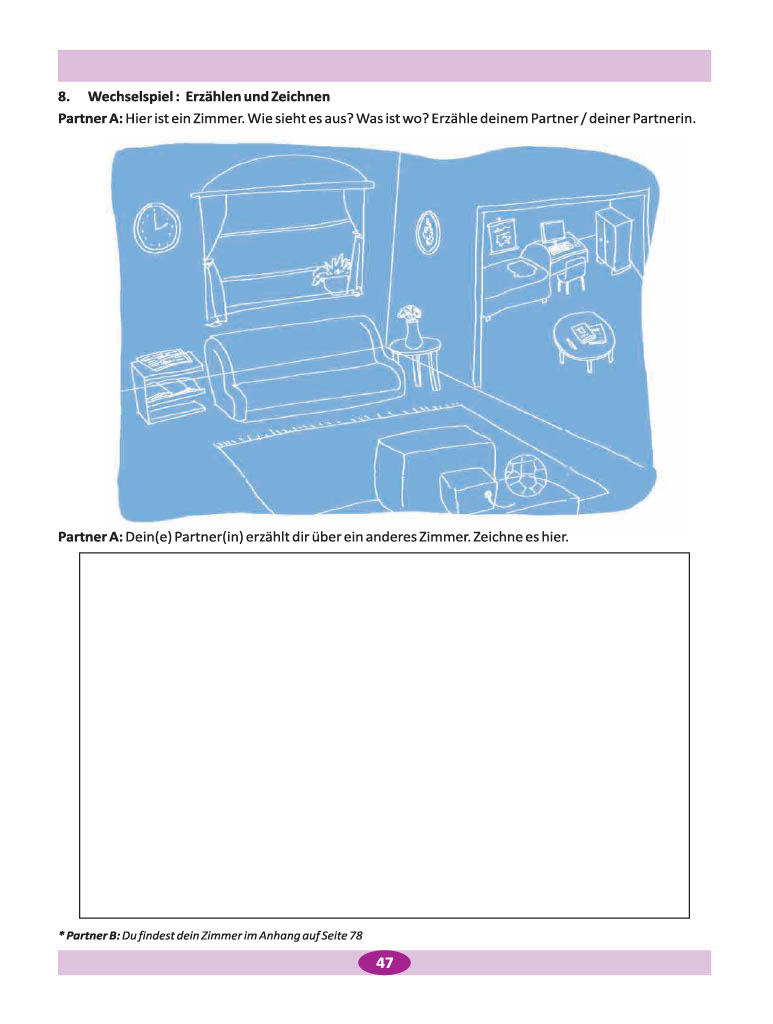 8. Wechselspiel : Erzählen und Zeichnen
Partner A: Hier ist ein Zimmer. Wie sieht es aus? Was ist wo? Erzähle deinem Partner / deiner Partnerin.
Partner A: Dein(e) Partner(in) erzählt dir über ein anderes Zimmer. Zeichne es hier.
* Partner B: Du findest dein Zimmer im Anhang auf Seite 78
47